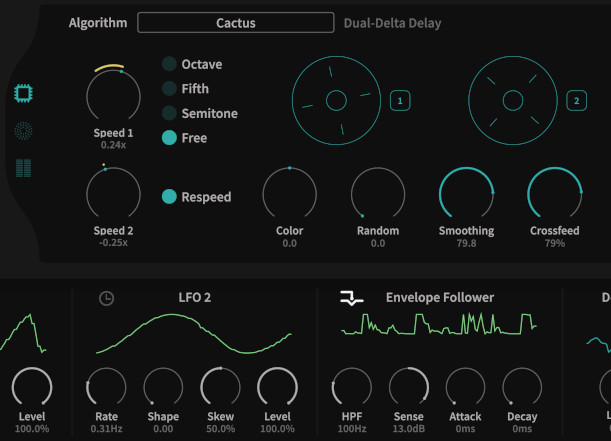 Algorithm Cactus Dual-Delta Delay
Octave
Fifth
Semitone
Free
Speed 1
0.24x
1
2
Respeed
Speed 2
-0.25x
Color
0.0
Random
0.0
Smoothing
79.8
Crossfeed
79%
LFO 2
Envelope Follower
D
Level
100.0%
Rate
0.31Hz
Shape
0.00
Skew
50.0%
Level
100.0%
HPF
100Hz
Sense
13.0dB
Attack
0ms
Decay
0ms